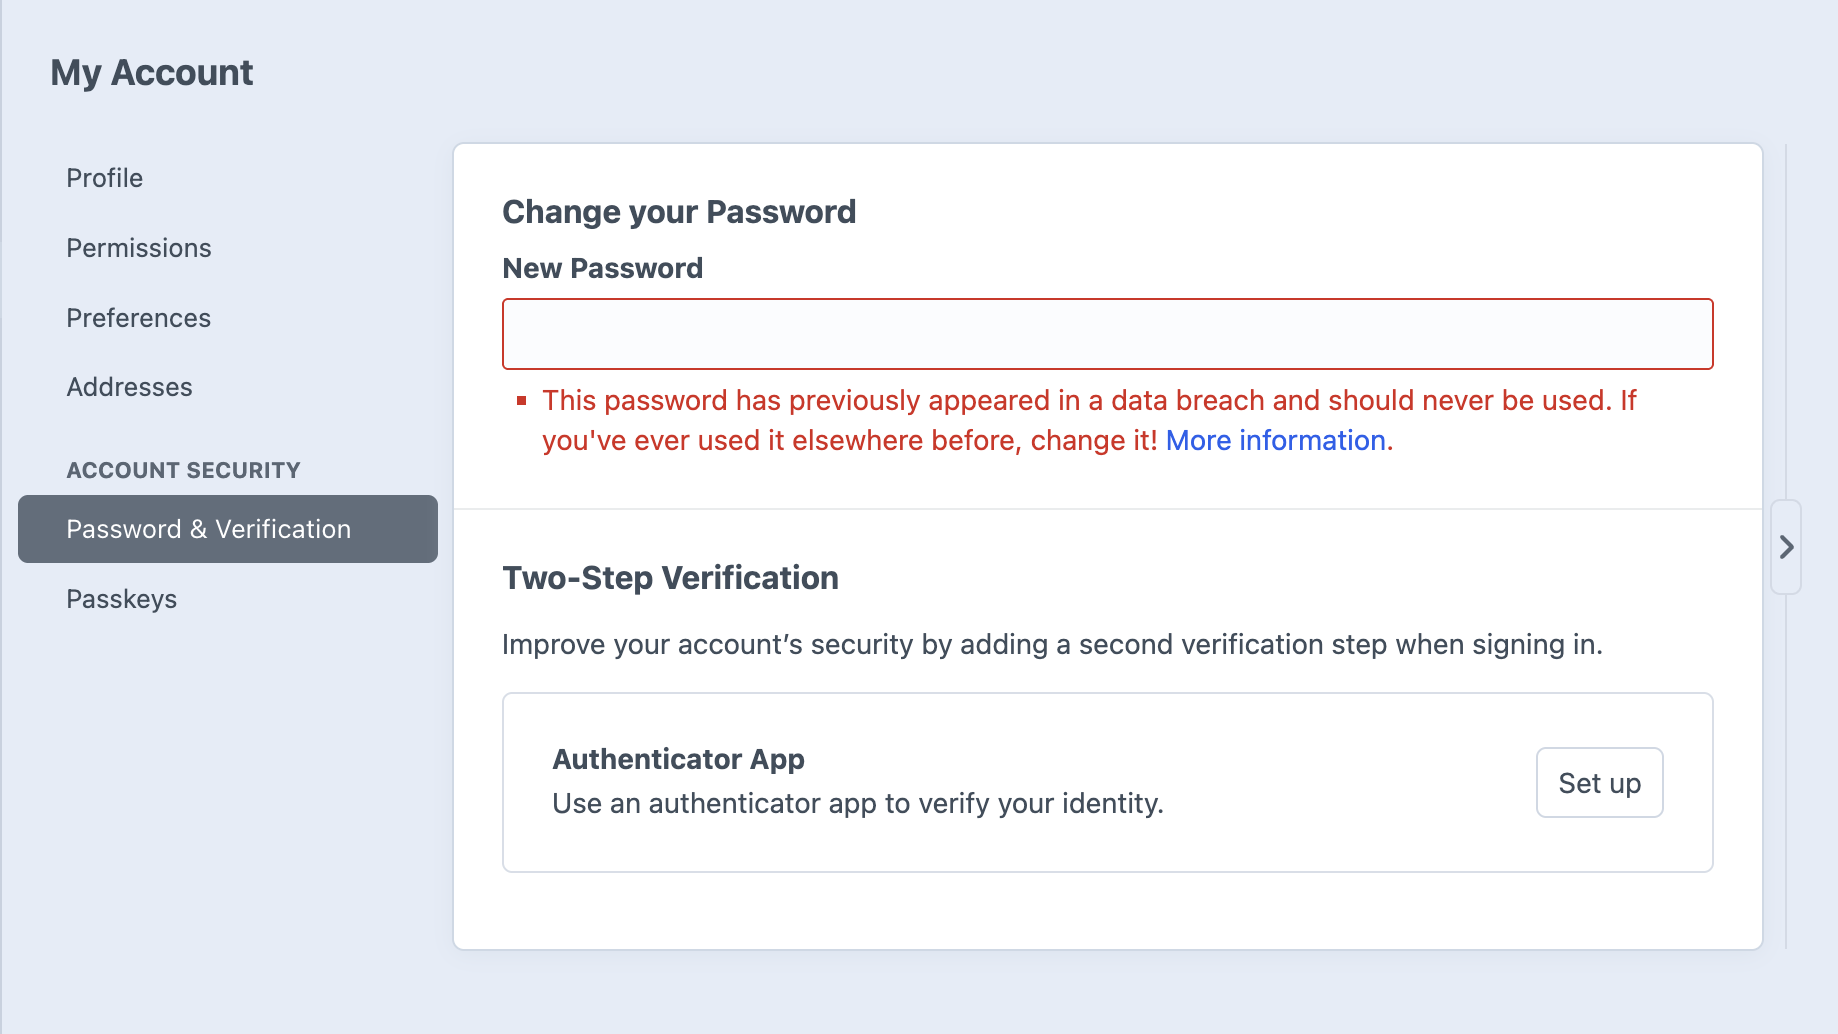 My Account
Profile
Permissions
Preferences
Addresses
ACCOUNT SECURITY
Password & Verification
Passkeys
Change your Password
New Password
This password has previously appeared in a data breach and should never be used. If
you've ever used it elsewhere before, change it! More information.
Two-Step Verification
Improve your account’s security by adding a second verification step when signing in.
Authenticator App
Use an authenticator app to verify your identity.
Set up